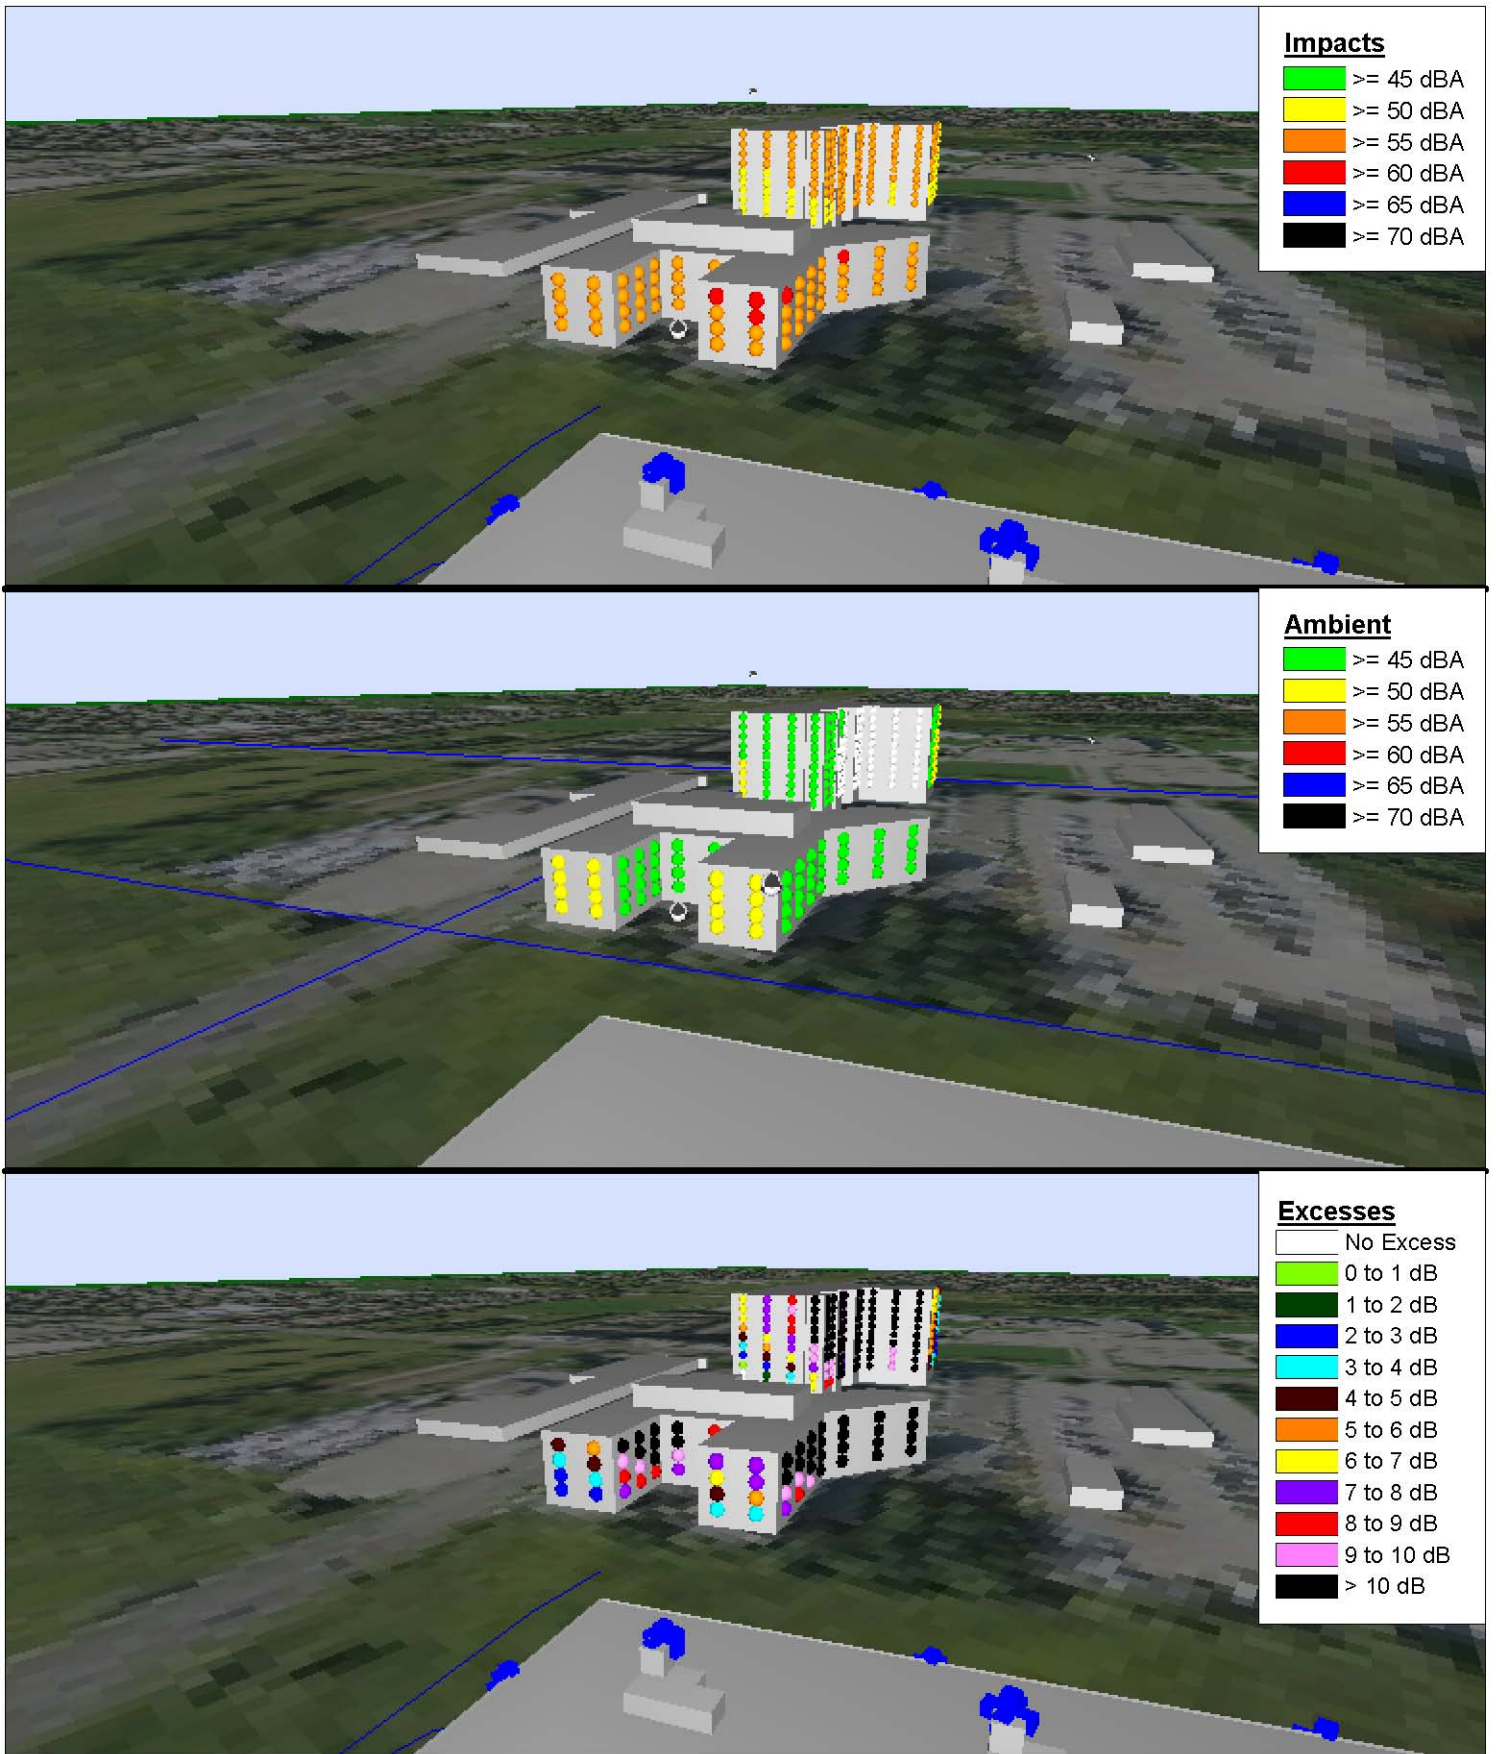 Impacts
>= 45 dBA
>= 50 dBA
>= 55 dBA
>= 60 dBA
>= 65 dBA
>= 70 dBA
Ambient
>= 45 dBA
>= 50 dBA
>= 55 dBA
>= 60 dBA
>= 65 dBA
>= 70 dBA
Excesses
No Excess
0 to 1 dB
1 to 2 dB
2 to 3 dB
3 to 4 dB
4 to 5 dB
5 to 6 dB
6 to 7 dB
7 to 8 dB
8 to 9 dB
9 to 10 dB
> 10 dB